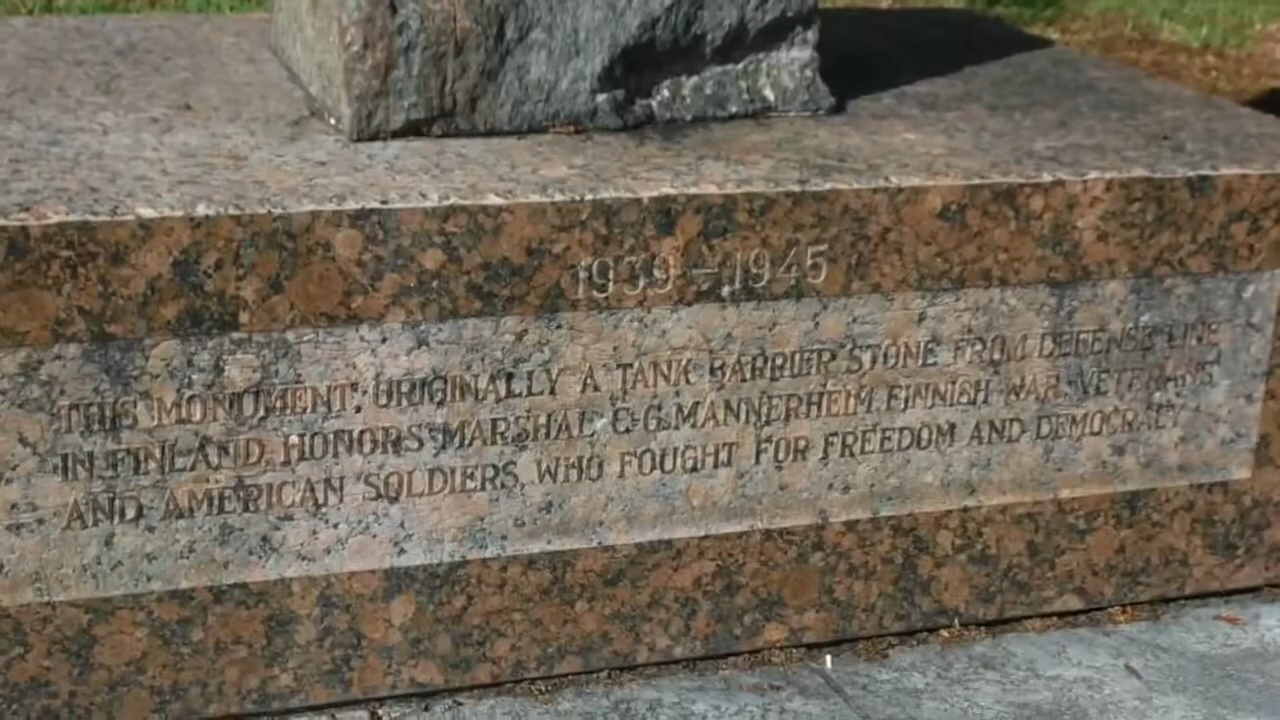 1939 – 1945
THIS MONUMENT, ORIGINALLY A TANK BARRIER STONE FROM DEFENSE LINE
IN FINLAND, HONORS MARSHAL C.G. MANNERHEIM, FINNISH WAR VETERANS
AND AMERICAN SOLDIERS, WHO FOUGHT FOR FREEDOM AND DEMOCRACY